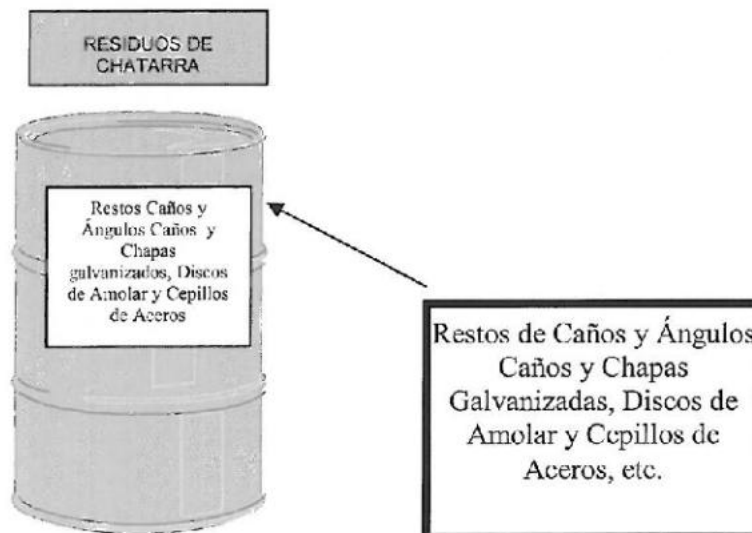 RESIDUOS DE
CHATARRA
Restos Caños y
Ángulos Caños y
Chapas
galvanizados, Discos
de Amolar y Cepillos
de Aceros
Restos de Caños y Ángulos
Caños y Chapas
Galvanizadas, Discos de
Amolar y Cepillos de
Aceros, etc.